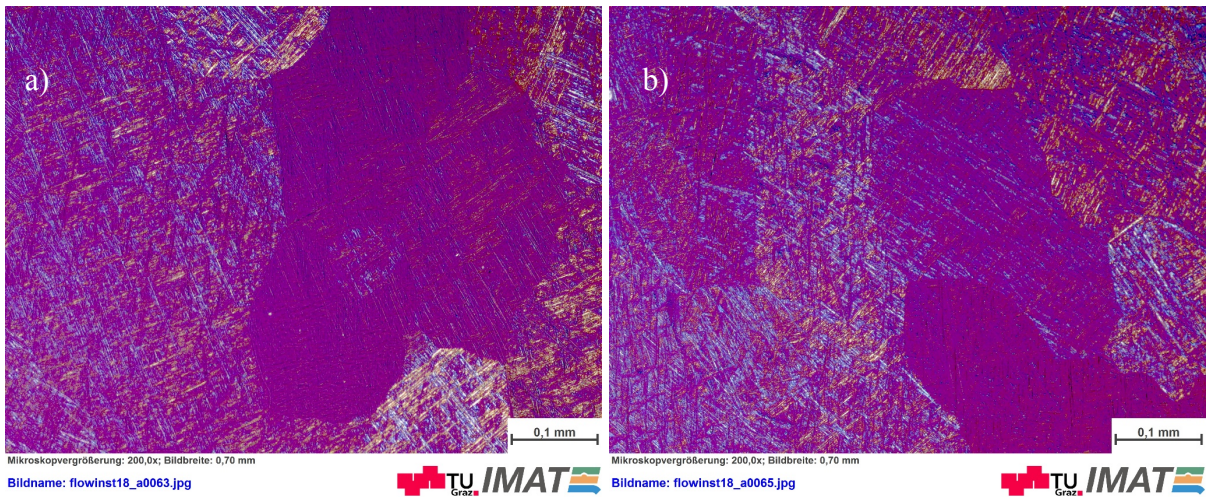 a)
0,1 mm
Mikroskopvergrößerung: 200,0x; Bildbreite: 0,70 mm
Bildname: flowinst18_a0063.jpg
TU Graz IMAT
b)
0,1 mm
Mikroskopvergrößerung: 200,0x; Bildbreite: 0,70 mm
Bildname: flowinst18_a0065.jpg
TU Graz IMAT